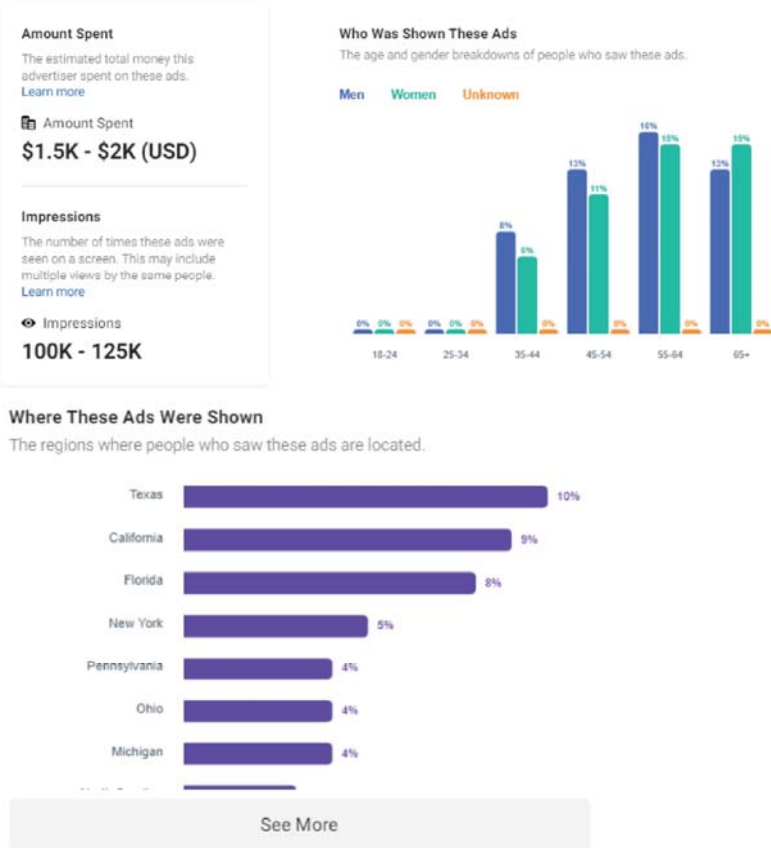 Amount Spent
The estimated total money this
advertiser spent on these ads.
Learn more
Amount Spent
$1.5K - $2K (USD)
Impressions
The number of times these ads were
seen on a screen. This may include
multiple views by the same people.
Learn more
Impressions
100K - 125K
Who Was Shown These Ads
The age and gender breakdowns of people who saw these ads.
Men Women Unknown
16%
15% 15%
13% 13%
11%
8%
6%
0% 0% 0% 0% 0% 0% 0% 0% 0% 0%
18-24 25-34 35-44 45-54 55-64 65+
Where These Ads Were Shown
The regions where people who saw these ads are located.
Texas 10%
California 9%
Florida 8%
New York 5%
Pennsylvania 4%
Ohio 4%
Michigan 4%
See More